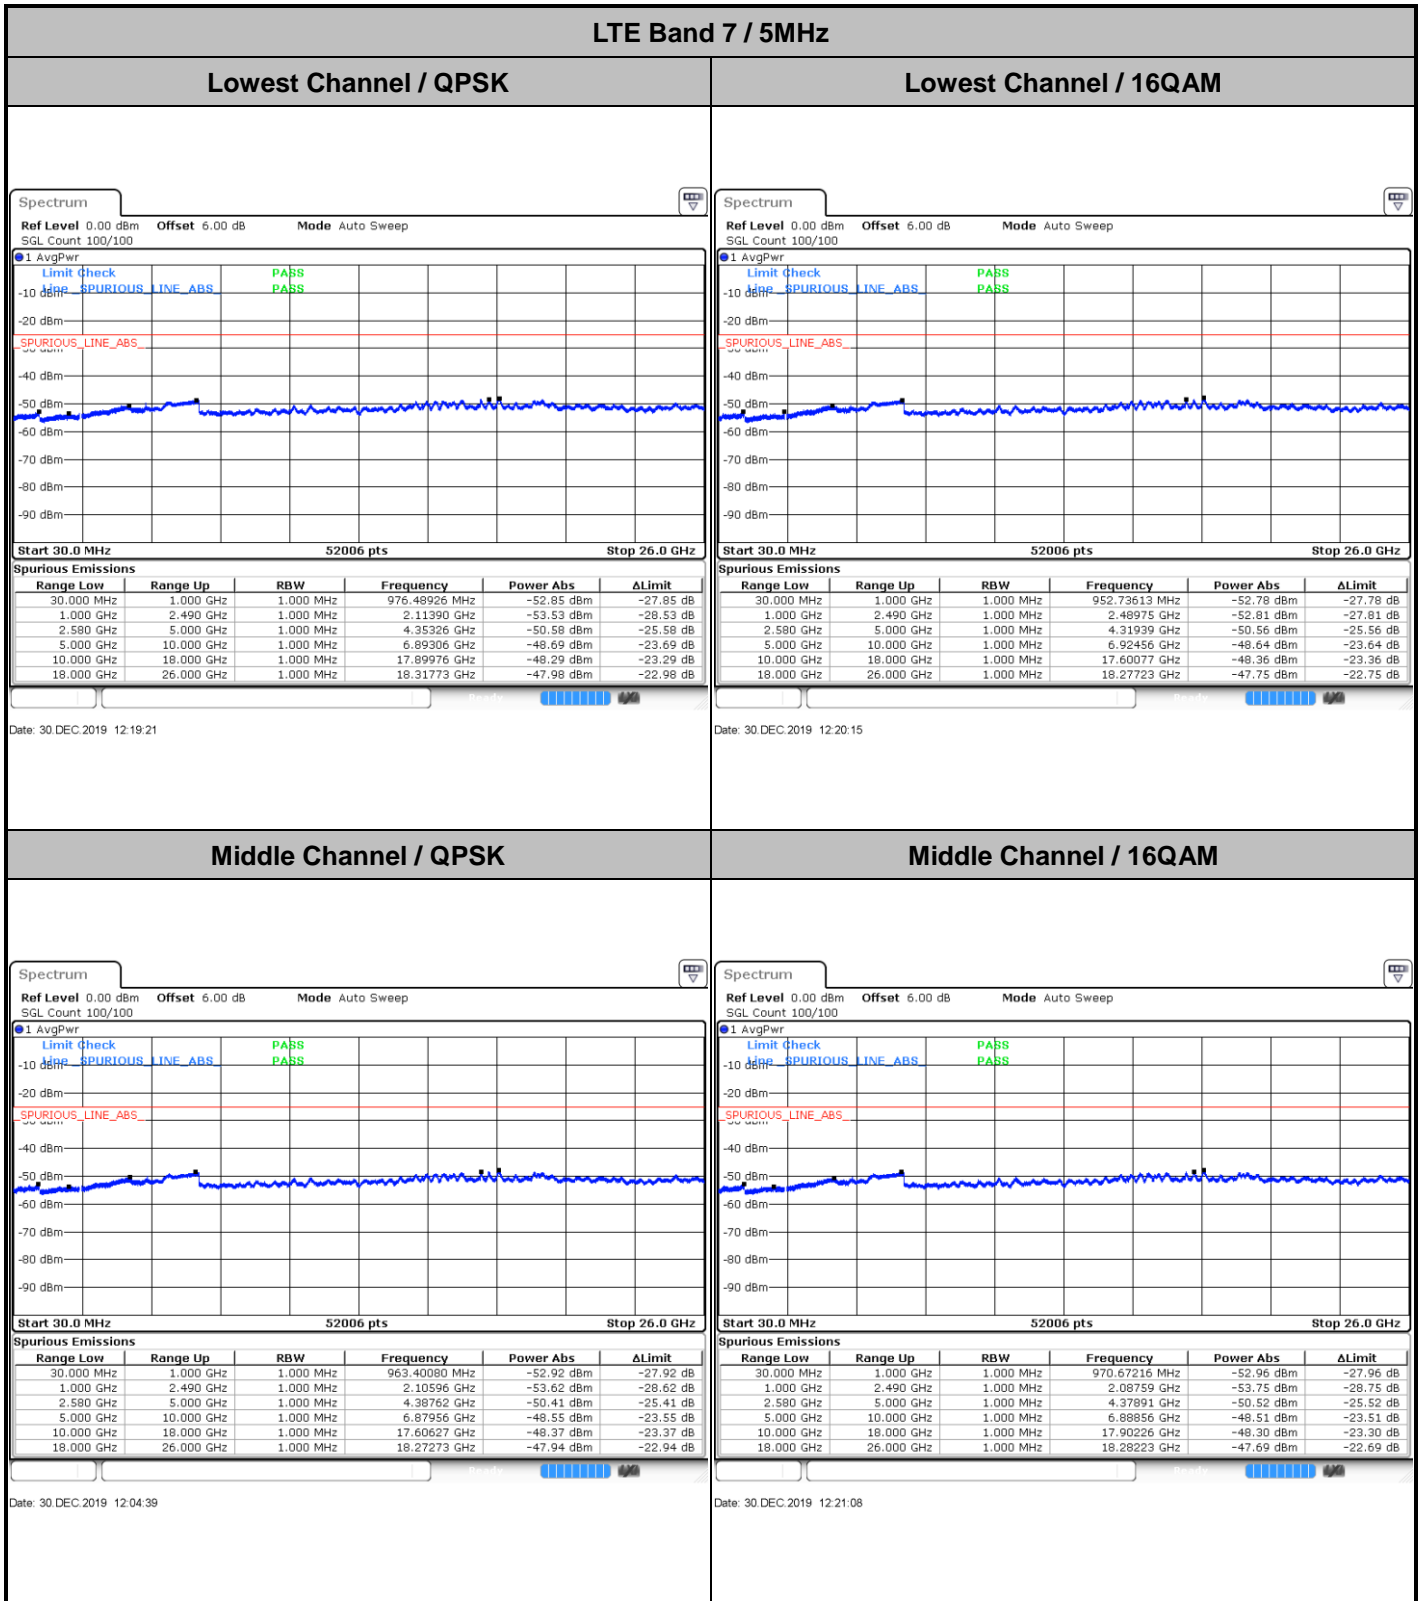 LTE Band 7 / 5MHz
Lowest Channel / QPSK
Lowest Channel / 16QAM
Spectrum
Ref Level 0.00 dBm Offset 6.00 dB Mode Auto Sweep
SGL Count 100/100
1 AvgPwr
Limit Check PASS
Line _SPURIOUS_LINE_ABS_ PASS
-10 dBm
-20 dBm
_SPURIOUS_LINE_ABS_
-40 dBm
-50 dBm
-60 dBm
-70 dBm
-80 dBm
-90 dBm
Start 30.0 MHz 52006 pts Stop 26.0 GHz
Spurious Emissions
Range Low Range Up RBW Frequency Power Abs ΔLimit
30.000 MHz 1.000 GHz 1.000 MHz 976.48926 MHz -52.85 dBm -27.85 dB
1.000 GHz 2.490 GHz 1.000 MHz 2.11390 GHz -53.53 dBm -28.53 dB
2.580 GHz 5.000 GHz 1.000 MHz 4.35326 GHz -50.58 dBm -25.58 dB
5.000 GHz 10.000 GHz 1.000 MHz 6.89306 GHz -48.69 dBm -23.69 dB
10.000 GHz 18.000 GHz 1.000 MHz 17.89976 GHz -48.29 dBm -23.29 dB
18.000 GHz 26.000 GHz 1.000 MHz 18.31773 GHz -47.98 dBm -22.98 dB
Date: 30.DEC.2019 12:19:21
Spectrum
Ref Level 0.00 dBm Offset 6.00 dB Mode Auto Sweep
SGL Count 100/100
1 AvgPwr
Limit Check PASS
Line _SPURIOUS_LINE_ABS_ PASS
-10 dBm
-20 dBm
_SPURIOUS_LINE_ABS_
-40 dBm
-50 dBm
-60 dBm
-70 dBm
-80 dBm
-90 dBm
Start 30.0 MHz 52006 pts Stop 26.0 GHz
Spurious Emissions
Range Low Range Up RBW Frequency Power Abs ΔLimit
30.000 MHz 1.000 GHz 1.000 MHz 952.73613 MHz -52.78 dBm -27.78 dB
1.000 GHz 2.490 GHz 1.000 MHz 2.48975 GHz -52.81 dBm -27.81 dB
2.580 GHz 5.000 GHz 1.000 MHz 4.31939 GHz -50.56 dBm -25.56 dB
5.000 GHz 10.000 GHz 1.000 MHz 6.92456 GHz -48.64 dBm -23.64 dB
10.000 GHz 18.000 GHz 1.000 MHz 17.60077 GHz -48.36 dBm -23.36 dB
18.000 GHz 26.000 GHz 1.000 MHz 18.27723 GHz -47.75 dBm -22.75 dB
Date: 30.DEC.2019 12:20:15
Middle Channel / QPSK
Middle Channel / 16QAM
Spectrum
Ref Level 0.00 dBm Offset 6.00 dB Mode Auto Sweep
SGL Count 100/100
1 AvgPwr
Limit Check PASS
Line _SPURIOUS_LINE_ABS_ PASS
-10 dBm
-20 dBm
_SPURIOUS_LINE_ABS_
-40 dBm
-50 dBm
-60 dBm
-70 dBm
-80 dBm
-90 dBm
Start 30.0 MHz 52006 pts Stop 26.0 GHz
Spurious Emissions
Range Low Range Up RBW Frequency Power Abs ΔLimit
30.000 MHz 1.000 GHz 1.000 MHz 963.40080 MHz -52.92 dBm -27.92 dB
1.000 GHz 2.490 GHz 1.000 MHz 2.10596 GHz -53.62 dBm -28.62 dB
2.580 GHz 5.000 GHz 1.000 MHz 4.38762 GHz -50.41 dBm -25.41 dB
5.000 GHz 10.000 GHz 1.000 MHz 6.87956 GHz -48.55 dBm -23.55 dB
10.000 GHz 18.000 GHz 1.000 MHz 17.60627 GHz -48.37 dBm -23.37 dB
18.000 GHz 26.000 GHz 1.000 MHz 18.27273 GHz -47.94 dBm -22.94 dB
Date: 30.DEC.2019 12:04:39
Spectrum
Ref Level 0.00 dBm Offset 6.00 dB Mode Auto Sweep
SGL Count 100/100
1 AvgPwr
Limit Check PASS
Line _SPURIOUS_LINE_ABS_ PASS
-10 dBm
-20 dBm
_SPURIOUS_LINE_ABS_
-40 dBm
-50 dBm
-60 dBm
-70 dBm
-80 dBm
-90 dBm
Start 30.0 MHz 52006 pts Stop 26.0 GHz
Spurious Emissions
Range Low Range Up RBW Frequency Power Abs ΔLimit
30.000 MHz 1.000 GHz 1.000 MHz 970.67216 MHz -52.96 dBm -27.96 dB
1.000 GHz 2.490 GHz 1.000 MHz 2.08759 GHz -53.75 dBm -28.75 dB
2.580 GHz 5.000 GHz 1.000 MHz 4.37891 GHz -50.52 dBm -25.52 dB
5.000 GHz 10.000 GHz 1.000 MHz 6.88856 GHz -48.51 dBm -23.51 dB
10.000 GHz 18.000 GHz 1.000 MHz 17.90226 GHz -48.30 dBm -23.30 dB
18.000 GHz 26.000 GHz 1.000 MHz 18.28223 GHz -47.69 dBm -22.69 dB
Date: 30.DEC.2019 12:21:08